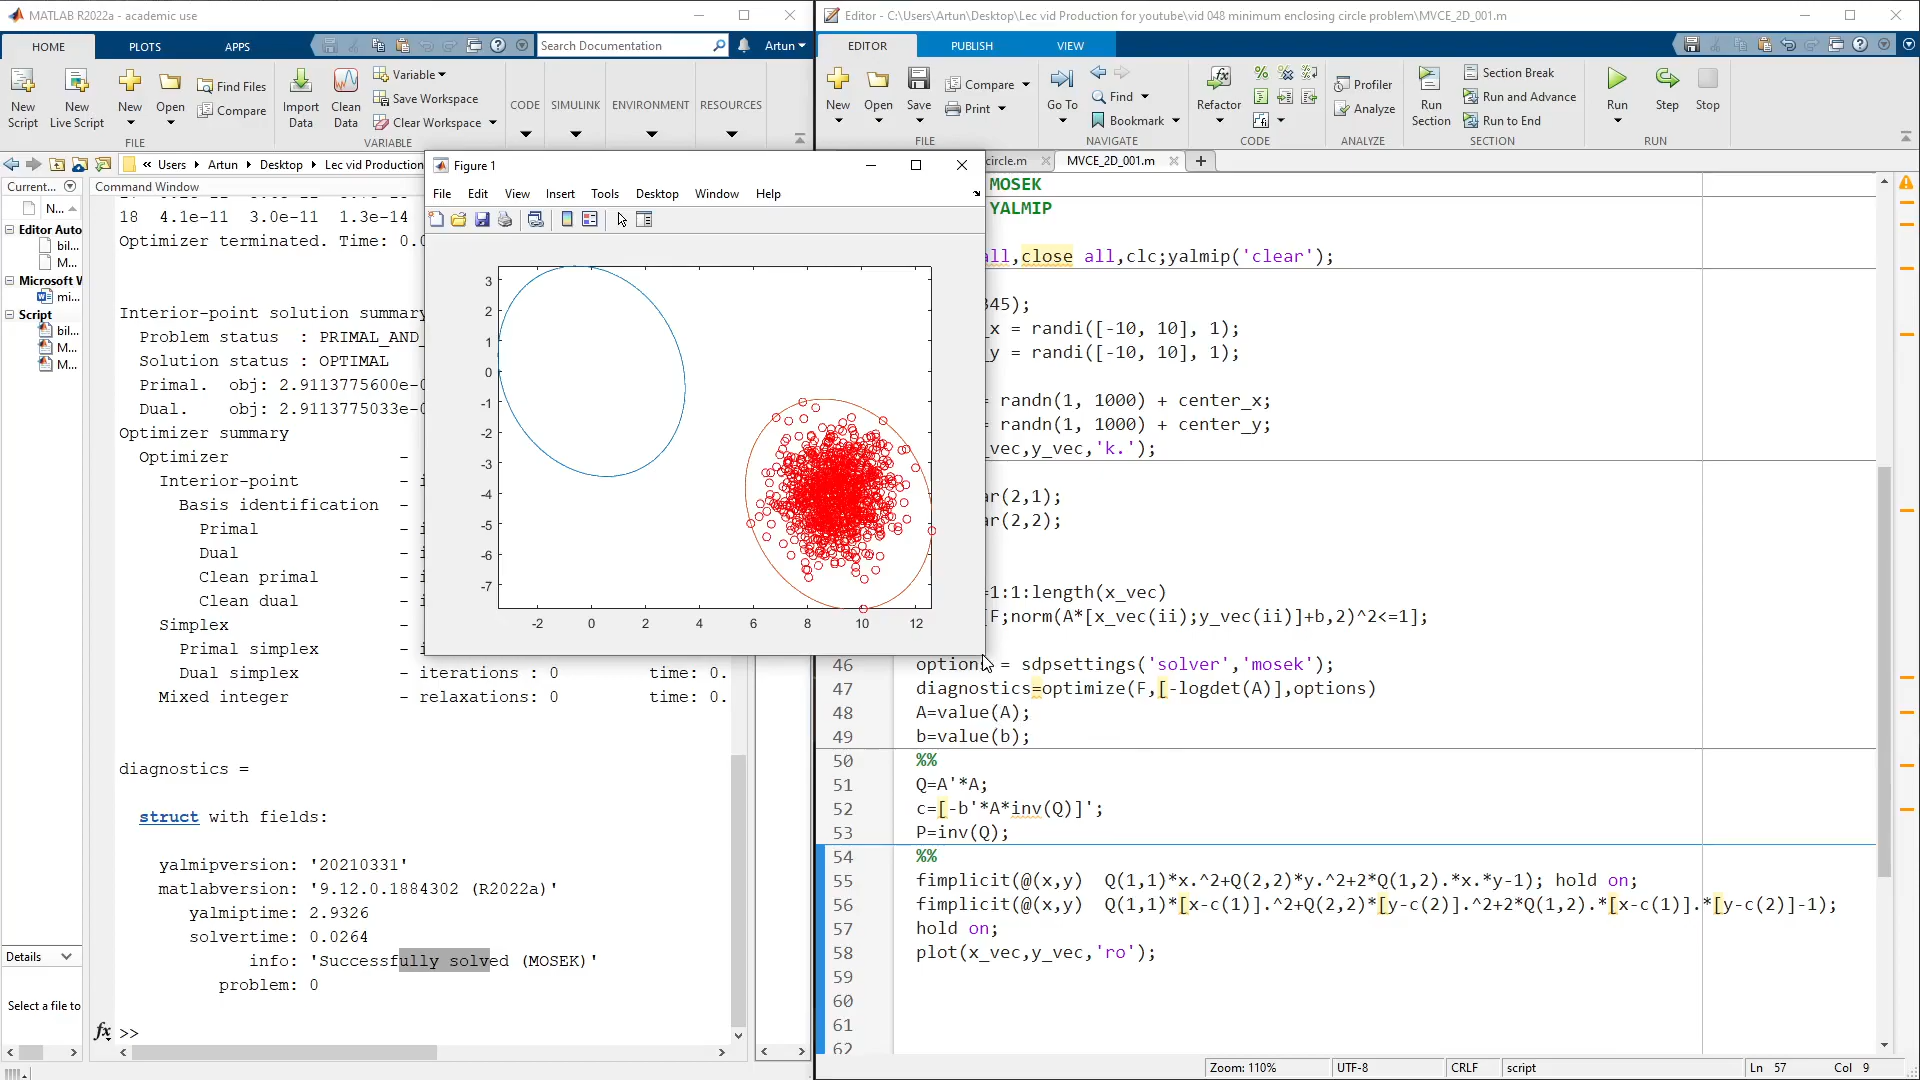 MATLAB R2022a - academic use
HOME PLOTS APPS
Search Documentation
Artun
New Script
New Live Script
New
Open
Find Files
Compare
Import Data
Clean Data
Variable
Save Workspace
Clear Workspace
CODE SIMULINK ENVIRONMENT RESOURCES
FILE VARIABLE
« Users Artun Desktop Lec vid Production
Current...
N...
Editor Auto
bil...
M...
Microsoft W
mi...
Script
bil...
M...
M...
Details
Select a file to
Command Window
18 4.1e-11 3.0e-11 1.3e-14
Optimizer terminated. Time: 0.0
Interior-point solution summary
Problem status : PRIMAL_AND_
Solution status : OPTIMAL
Primal. obj: 2.9113775600e-0
Dual. obj: 2.9113775033e-0
Optimizer summary
Optimizer -
Interior-point - i
Basis identification -
Primal - i
Dual - i
Clean primal - i
Clean dual - i
Simplex -
Primal simplex - i
Dual simplex - iterations : 0 time: 0.
Mixed integer - relaxations: 0 time: 0.
diagnostics =
struct with fields:
yalmipversion: '20210331'
matlabversion: '9.12.0.1884302 (R2022a)'
yalmiptime: 2.9326
solvertime: 0.0264
info: 'Successfully solved (MOSEK)'
problem: 0
fx >>
Figure 1
File Edit View Insert Tools Desktop Window Help
3
2
1
0
-1
-2
-3
-4
-5
-6
-7
-2 0 2 4 6 8 10 12
Editor - C:\Users\Artun\Desktop\Lec vid Production for youtube\vid 048 minimum enclosing circle problem\MVCE_2D_001.m
EDITOR PUBLISH VIEW
New
Open
Save
Compare
Print
Go To
Find
Bookmark
Refactor
Profiler
Analyze
Run Section
Section Break
Run and Advance
Run to End
Run
Step
Stop
FILE NAVIGATE CODE ANALYZE SECTION RUN
circle.m MVCE_2D_001.m
MOSEK
YALMIP
all,close all,clc;yalmip('clear');
345);
_x = randi([-10, 10], 1);
_y = randi([-10, 10], 1);
= randn(1, 1000) + center_x;
= randn(1, 1000) + center_y;
_vec,y_vec,'k.');
ar(2,1);
ar(2,2);
=1:1:length(x_vec)
[F;norm(A*[x_vec(ii);y_vec(ii)]+b,2)^2<=1];
46 options = sdpsettings('solver','mosek');
47 diagnostics=optimize(F,[-logdet(A)],options)
48 A=value(A);
49 b=value(b);
50 %%
51 Q=A'*A;
52 c=[-b'*A*inv(Q)]';
53 P=inv(Q);
54 %%
55 fimplicit(@(x,y) Q(1,1)*x.^2+Q(2,2)*y.^2+2*Q(1,2).*x.*y-1); hold on;
56 fimplicit(@(x,y) Q(1,1)*[x-c(1)].^2+Q(2,2)*[y-c(2)].^2+2*Q(1,2).*[x-c(1)].*[y-c(2)]-1);
57 hold on;
58 plot(x_vec,y_vec,'ro');
59
60
61
62
Zoom: 110% UTF-8 CRLF script Ln 57 Col 9